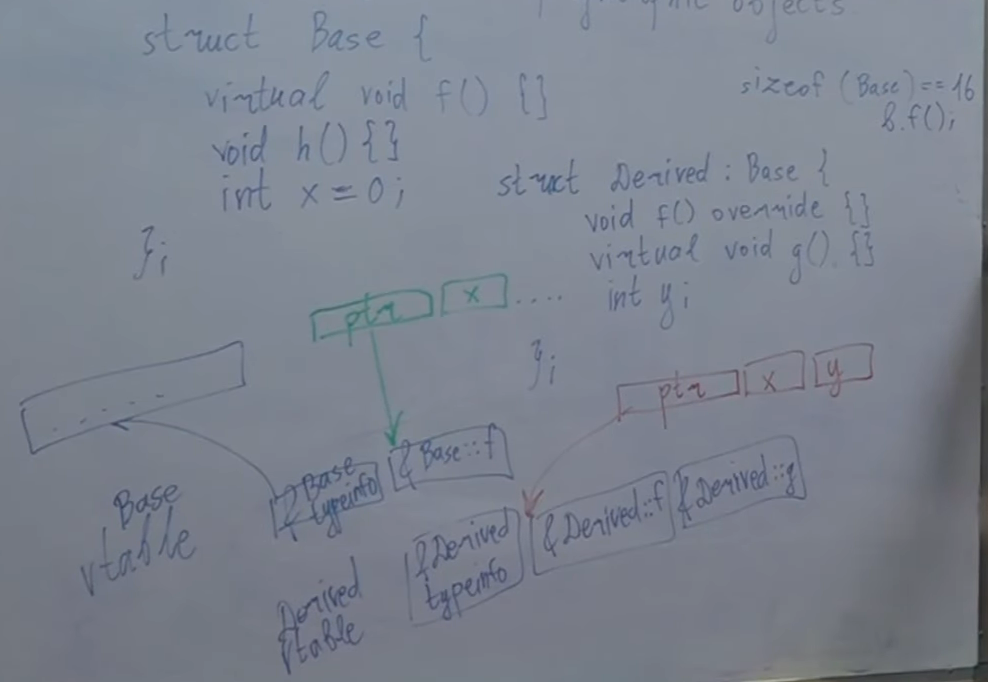 objects
struct Base {
virtual void f() {}
void h() {}
int x = 0;
};
sizeof (Base) == 16
b.f();
struct Derived : Base {
void f() override {}
virtual void g() {}
int y;
};
ptr x ....
ptr x y
. . . . .
Base vtable
&Base typeinfo
&Base::f
Derived vtable
&Derived typeinfo
&Derived::f
&Derived::g